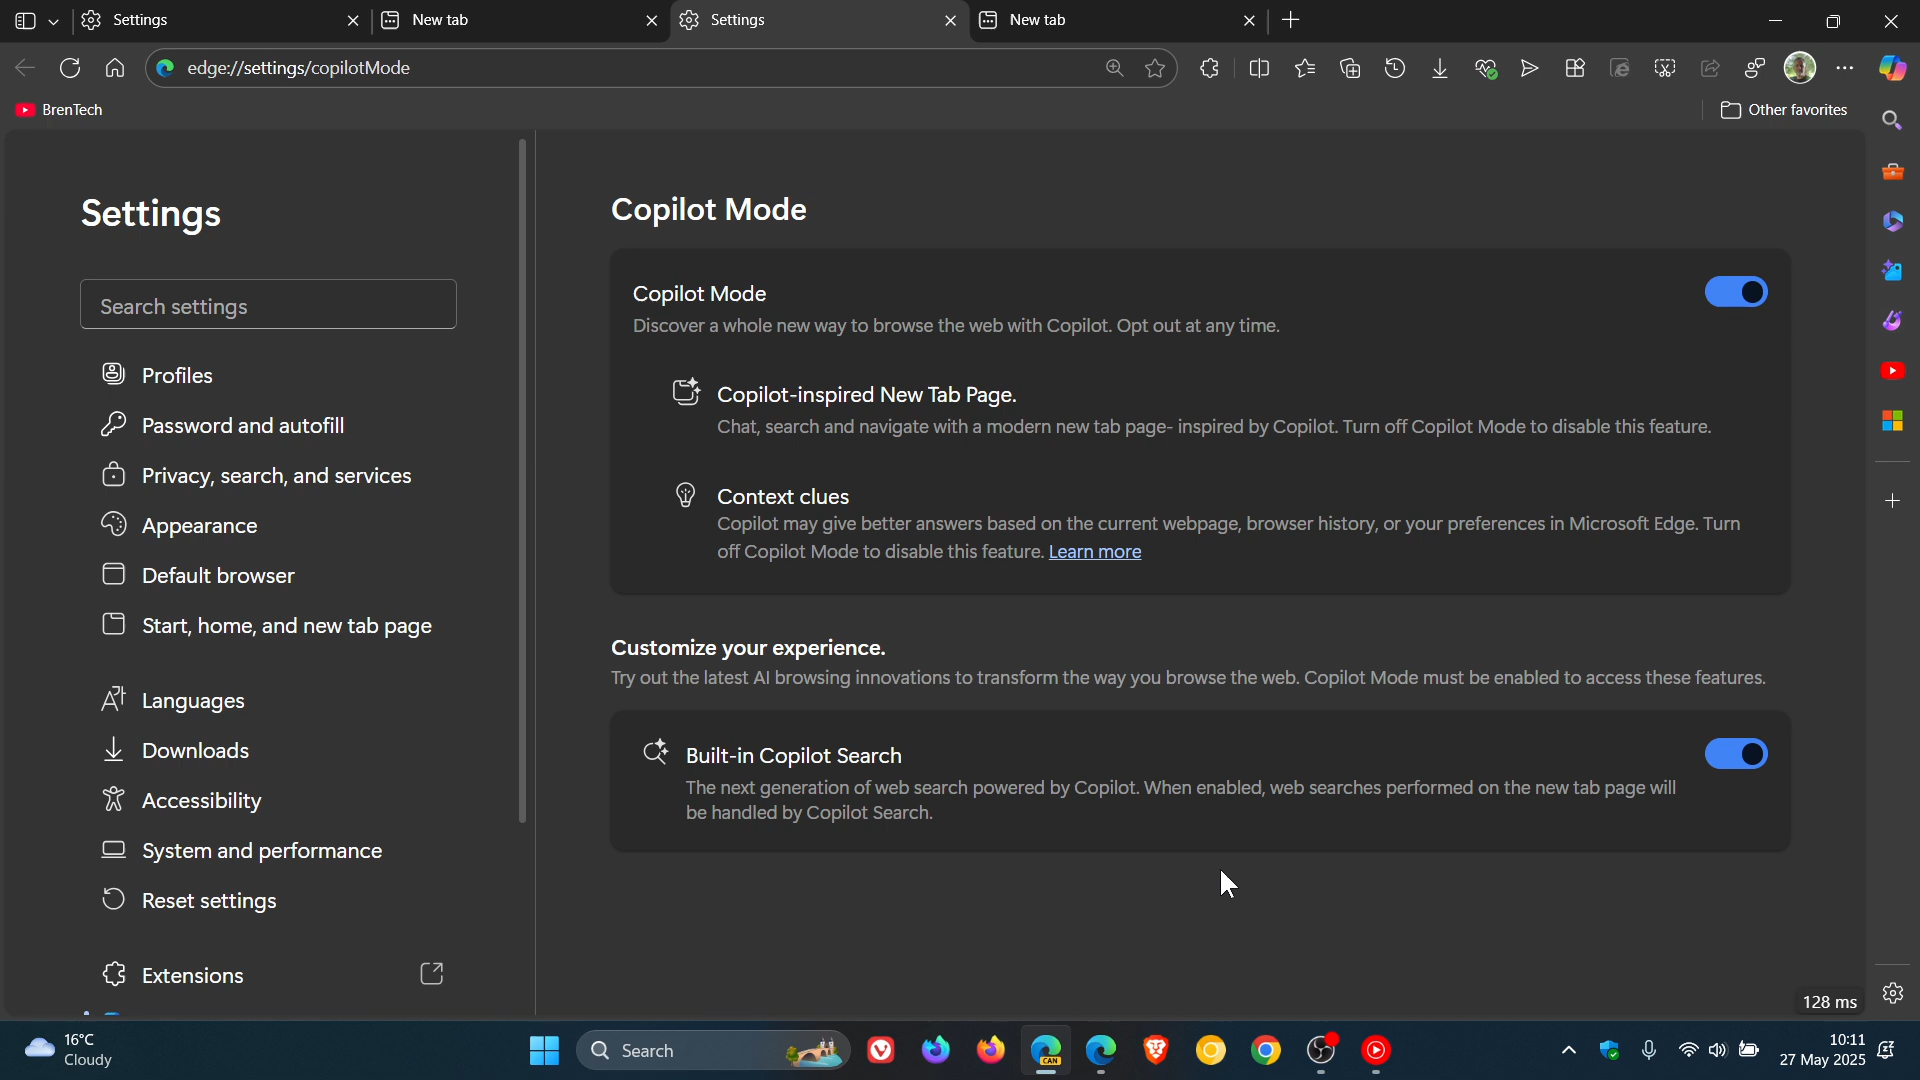 Settings
New tab
Settings
New tab
edge://settings/copilotMode
BrenTech
Other favorites
Settings
Search settings
Profiles
Password and autofill
Privacy, search, and services
Appearance
Default browser
Start, home, and new tab page
Languages
Downloads
Accessibility
System and performance
Reset settings
Extensions
Copilot Mode
Copilot Mode
Discover a whole new way to browse the web with Copilot. Opt out at any time.
Copilot-inspired New Tab Page.
Chat, search and navigate with a modern new tab page- inspired by Copilot. Turn off Copilot Mode to disable this feature.
Context clues
Copilot may give better answers based on the current webpage, browser history, or your preferences in Microsoft Edge. Turn
off Copilot Mode to disable this feature. Learn more
Customize your experience.
Try out the latest AI browsing innovations to transform the way you browse the web. Copilot Mode must be enabled to access these features.
Built-in Copilot Search
The next generation of web search powered by Copilot. When enabled, web searches performed on the new tab page will
be handled by Copilot Search.
128 ms
16°C
Cloudy
Search
CAN
10:11
27 May 2025